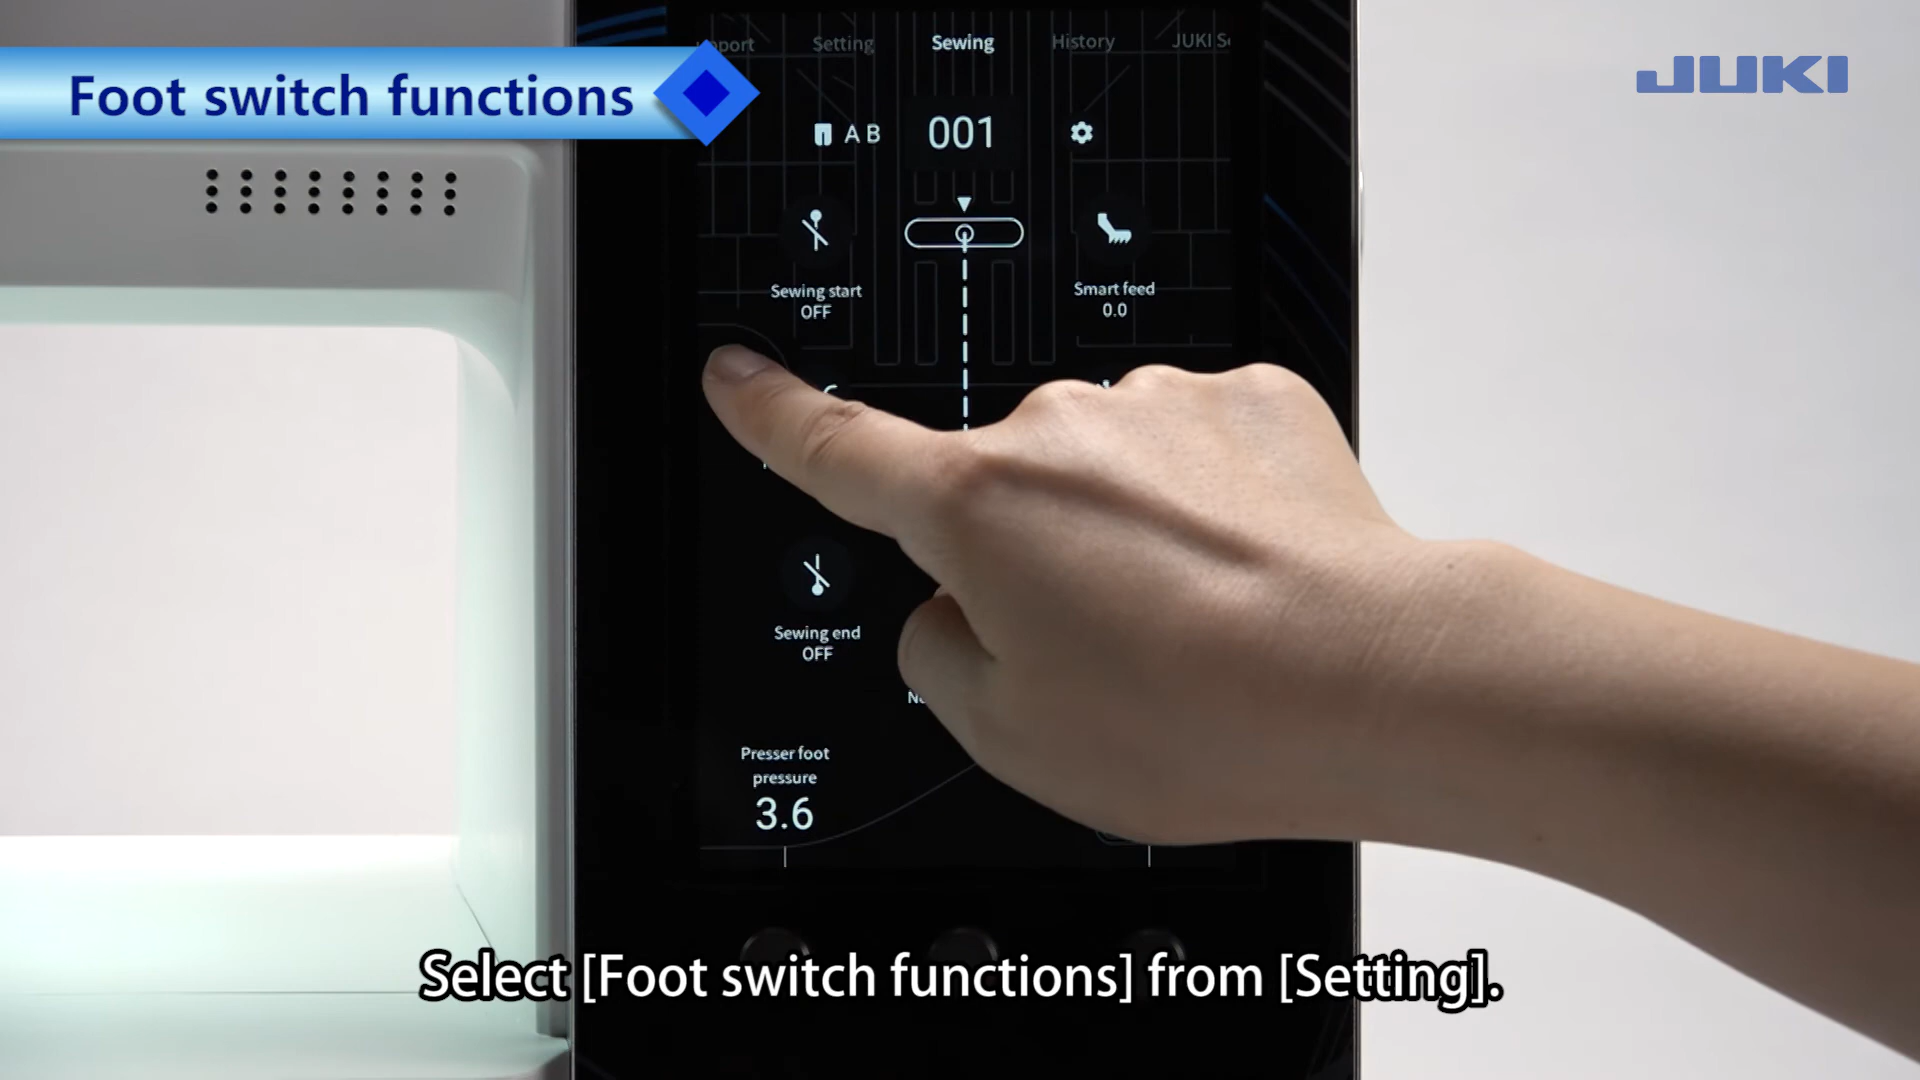 Foot switch functions
JUKI
Setting Sewing History JUKI
A B 001
Sewing start
OFF
Smart feed
0.0
Sewing end
OFF
Presser foot
pressure
3.6
Select [Foot switch functions] from [Setting].